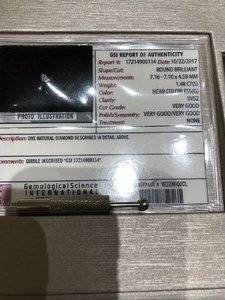 GSI REPORT OF AUTHENTICITY
Report #: 17214900114 Date: 10/22/2017
Shape/Cut: ROUND BRILLIANT
Measurements: 7.16 - 7.10 x 4.59 MM
Weight: 1.48 CT(S)
Color: NEAR COLORLESS(G)
Clarity: VVS2
Cut Grade: VERY GOOD
Polish/Symmetry: VERY GOOD/VERY GOOD
Treatment: NONE
PHOTO ILLUSTRATION
Description: ONE NATURAL DIAMOND DESCRIBED IN DETAIL ABOVE.
Comments: GIRDLE INSCRIBED "GSI 17214900114".
Gemological Science
INTERNATIONAL